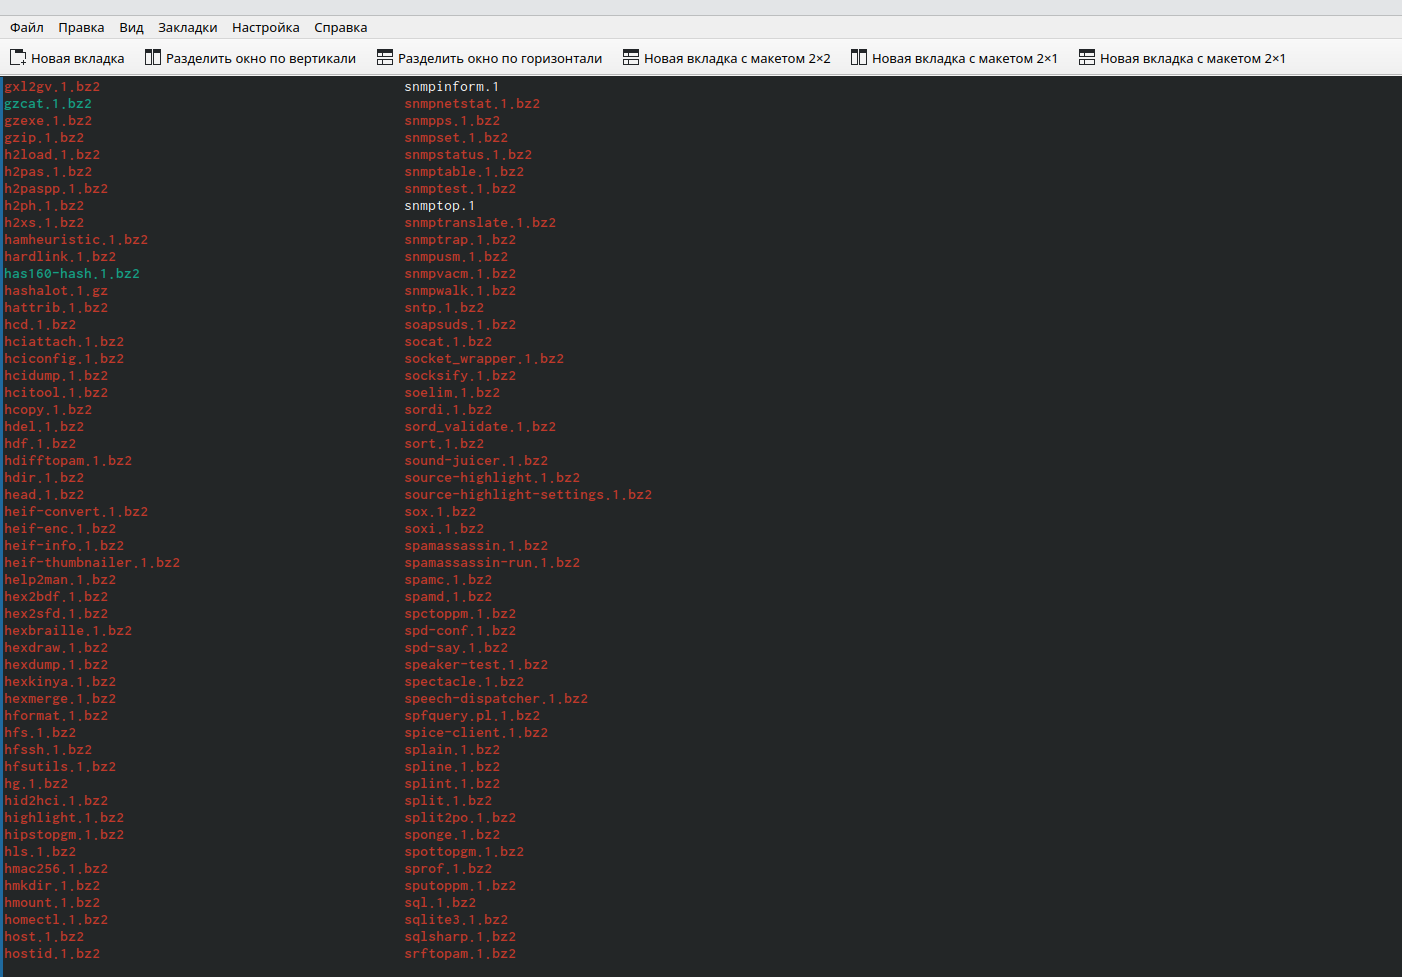 Файл Правка Вид Закладки Настройка Справка
Новая вкладка Разделить окно по вертикали Разделить окно по горизонтали Новая вкладка с макетом 2×2 Новая вкладка с макетом 2×1 Новая вкладка с макетом 2×1
gxl2gv.1.bz2 snmpinform.1
gzcat.1.bz2 snmpnetstat.1.bz2
gzexe.1.bz2 snmpps.1.bz2
gzip.1.bz2 snmpset.1.bz2
h2load.1.bz2 snmpstatus.1.bz2
h2pas.1.bz2 snmptable.1.bz2
h2paspp.1.bz2 snmptest.1.bz2
h2ph.1.bz2 snmptop.1
h2xs.1.bz2 snmptranslate.1.bz2
hamheuristic.1.bz2 snmptrap.1.bz2
hardlink.1.bz2 snmpusm.1.bz2
has160-hash.1.bz2 snmpvacm.1.bz2
hashalot.1.gz snmpwalk.1.bz2
hattrib.1.bz2 sntp.1.bz2
hcd.1.bz2 soapsuds.1.bz2
hciattach.1.bz2 socat.1.bz2
hciconfig.1.bz2 socket_wrapper.1.bz2
hcidump.1.bz2 socksify.1.bz2
hcitool.1.bz2 soelim.1.bz2
hcopy.1.bz2 sordi.1.bz2
hdel.1.bz2 sord_validate.1.bz2
hdf.1.bz2 sort.1.bz2
hdifftopam.1.bz2 sound-juicer.1.bz2
hdir.1.bz2 source-highlight.1.bz2
head.1.bz2 source-highlight-settings.1.bz2
heif-convert.1.bz2 sox.1.bz2
heif-enc.1.bz2 soxi.1.bz2
heif-info.1.bz2 spamassassin.1.bz2
heif-thumbnailer.1.bz2 spamassassin-run.1.bz2
help2man.1.bz2 spamc.1.bz2
hex2bdf.1.bz2 spamd.1.bz2
hex2sfd.1.bz2 spctoppm.1.bz2
hexbraille.1.bz2 spd-conf.1.bz2
hexdraw.1.bz2 spd-say.1.bz2
hexdump.1.bz2 speaker-test.1.bz2
hexkinya.1.bz2 spectacle.1.bz2
hexmerge.1.bz2 speech-dispatcher.1.bz2
hformat.1.bz2 spfquery.pl.1.bz2
hfs.1.bz2 spice-client.1.bz2
hfssh.1.bz2 splain.1.bz2
hfsutils.1.bz2 spline.1.bz2
hg.1.bz2 splint.1.bz2
hid2hci.1.bz2 split.1.bz2
highlight.1.bz2 split2po.1.bz2
hipstopgm.1.bz2 sponge.1.bz2
hls.1.bz2 spottopgm.1.bz2
hmac256.1.bz2 sprof.1.bz2
hmkdir.1.bz2 sputoppm.1.bz2
hmount.1.bz2 sql.1.bz2
homectl.1.bz2 sqlite3.1.bz2
host.1.bz2 sqlsharp.1.bz2
hostid.1.bz2 srftopam.1.bz2